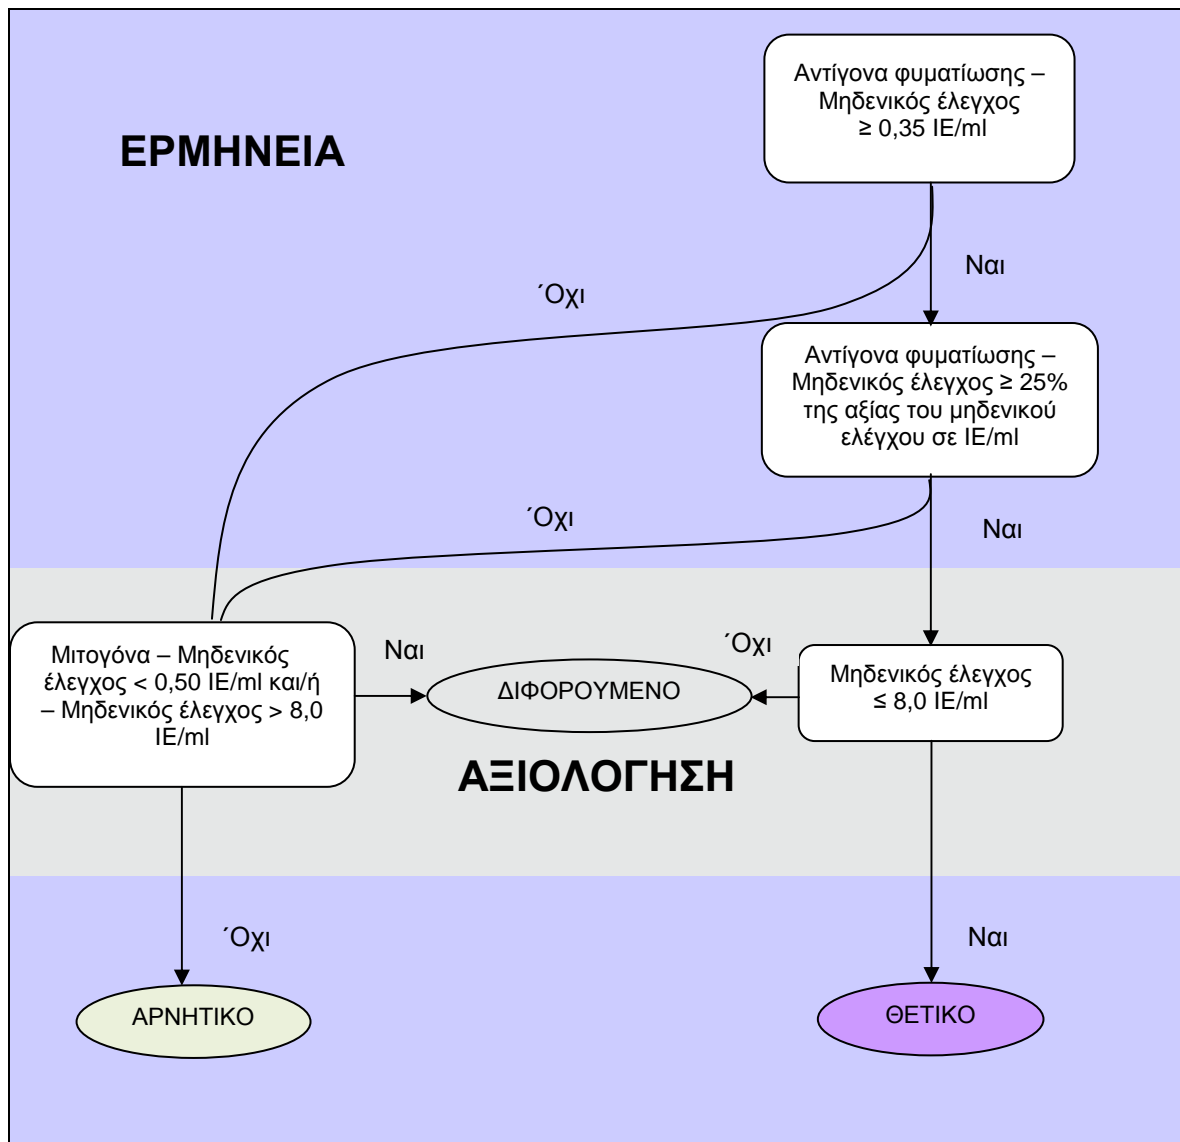 Αντίγονα φυματίωσης –
Μηδενικός έλεγχος
≥ 0,35 IE/ml
ΕΡΜΗΝΕΙΑ
Ναι
΄Οχι
Αντίγονα φυματίωσης –
Μηδενικός έλεγχος ≥ 25%
της αξίας του μηδενικού
ελέγχου σε IE/ml
΄Οχι
Ναι
Μιτογόνα – Μηδενικός
έλεγχος < 0,50 IE/ml και/ή
– Μηδενικός έλεγχος > 8,0
IE/ml
Ναι
ΔΙΦΟΡΟΥΜΕΝΟ
΄Οχι
Μηδενικός έλεγχος
≤ 8,0 IE/ml
ΑΞΙΟΛΟΓΗΣΗ
΄Οχι
Ναι
ΑΡΝΗΤΙΚΟ
ΘΕΤΙΚΟ